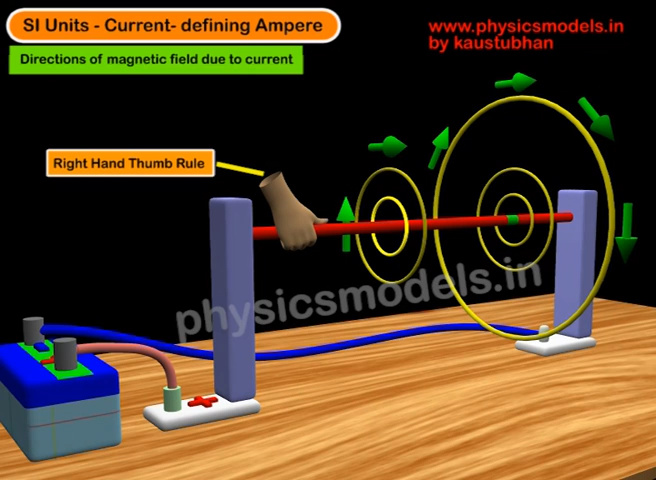 SI Units - Current- defining Ampere
www.physicsmodels.in
by kaustubhan
Directions of magnetic field due to current
Right Hand Thumb Rule
physicsmodels.in